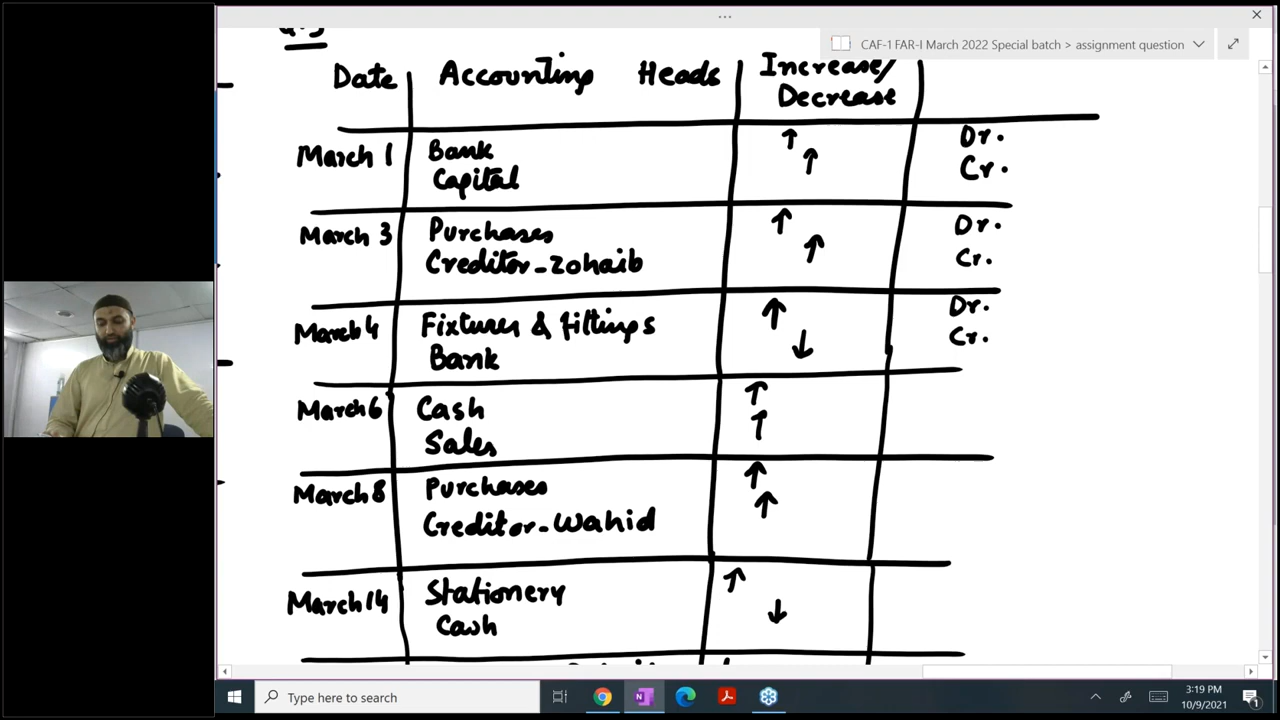 CAF-1 FAR-I March 2022 Special batch > assignment question
Date Accounting Heads Increase/
Decrease
March 1 Bank ↑ Dr.
Capital ↑ Cr.
March 3 Purchases ↑ Dr.
Creditor-Zohaib ↑ Cr.
March 4 Fixtures & fittings ↑ Dr.
Bank ↓ Cr.
March 6 Cash ↑
Sales ↑
March 8 Purchases ↑
Creditor-Wahid ↑
March 14 Stationery ↑
Cash ↓
Type here to search
3:19 PM
10/9/2021
1